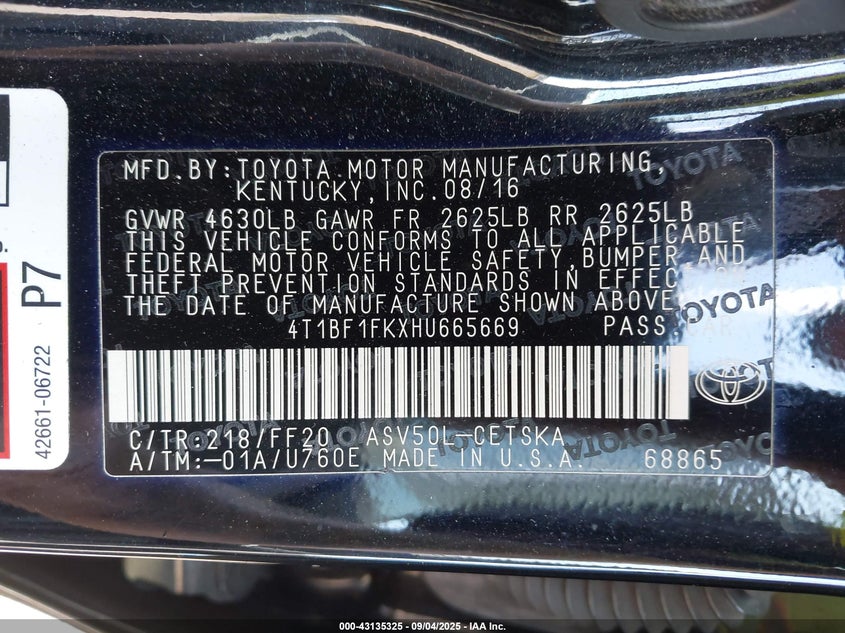 MFD.BY:TOYOTA MOTOR MANUFACTURING,
KENTUCKY,INC.08/16
GVWR 4630LB GAWR FR 2625LB RR 2625LB
THIS VEHICLE CONFORMS TO ALL APPLICABLE
FEDERAL MOTOR VEHICLE SAFETY,BUMPER AND
THEFT PREVENTION STANDARDS IN EFFECT ON
THE DATE OF MANUFACTURE SHOWN ABOVE.
4T1BF1FKXHU665669 PASS.CAR
C/TR:218/FF20 ASV50L-CETSKA
A/TM:-01A/U760E MADE IN U.S.A. 68865
P7
42661-06722
TOYOTA
000-43135325 - 09/04/2025 - IAA Inc.